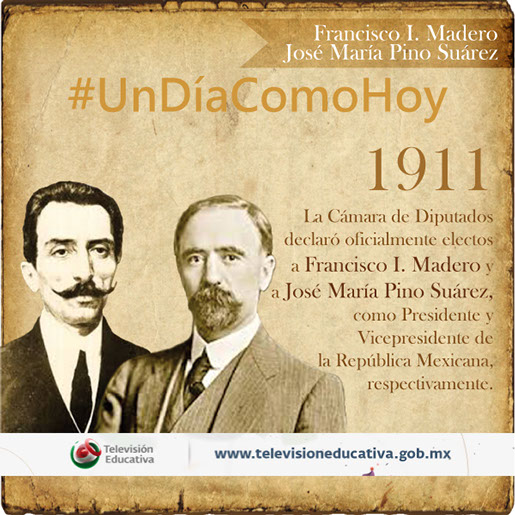 Francisco I. Madero
José María Pino Suárez
#UnDíaComoHoy
1911
La Cámara de Diputados
declaró oficialmente electos
a Francisco I. Madero y
a José María Pino Suárez,
como Presidente y
Vicepresidente de
la República Mexicana,
respectivamente.
Televisión
Educativa
www.televisioneducativa.gob.mx